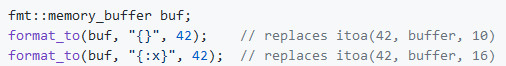 fmt::memory_buffer buf;
format_to(buf, "{}", 42);    // replaces itoa(42, buffer, 10)
format_to(buf, "{:x}", 42);  // replaces itoa(42, buffer, 16)